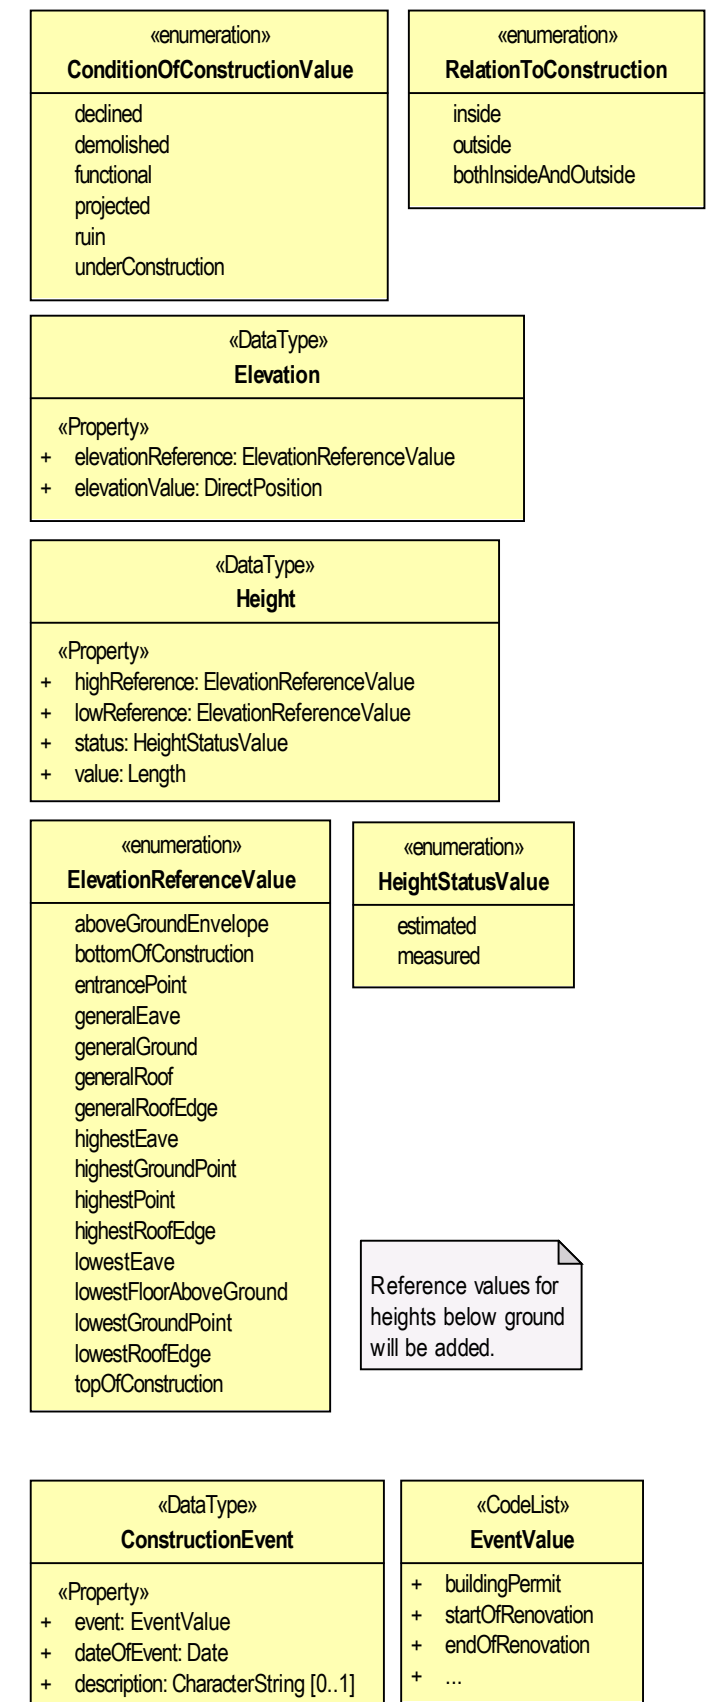 «enumeration»
ConditionOfConstructionValue
declined
demolished
functional
projected
ruin
underConstruction
«enumeration»
RelationToConstruction
inside
outside
bothInsideAndOutside
«DataType»
Elevation
«Property»
+ elevationReference: ElevationReferenceValue
+ elevationValue: DirectPosition
«DataType»
Height
«Property»
+ highReference: ElevationReferenceValue
+ lowReference: ElevationReferenceValue
+ status: HeightStatusValue
+ value: Length
«enumeration»
ElevationReferenceValue
aboveGroundEnvelope
bottomOfConstruction
entrancePoint
generalEave
generalGround
generalRoof
generalRoofEdge
highestEave
highestGroundPoint
highestPoint
highestRoofEdge
lowestEave
lowestFloorAboveGround
lowestGroundPoint
lowestRoofEdge
topOfConstruction
«enumeration»
HeightStatusValue
estimated
measured
Reference values for
heights below ground
will be added.
«DataType»
ConstructionEvent
«Property»
+ event: EventValue
+ dateOfEvent: Date
+ description: CharacterString [0..1]
«CodeList»
EventValue
+ buildingPermit
+ startOfRenovation
+ endOfRenovation
+ ...